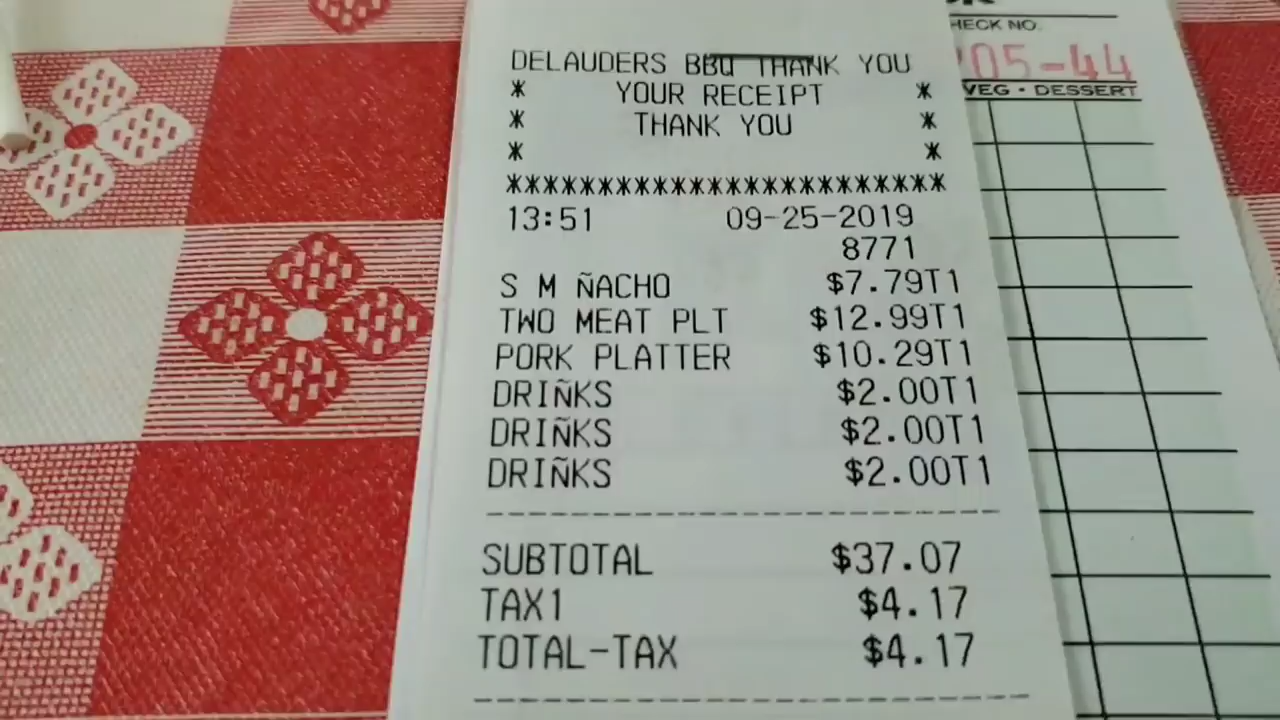 DELAUDERS BBQ THANK YOU
* YOUR RECEIPT *
* THANK YOU *
* *
************************
13:51 09-25-2019
8771
S M ÑACHO $7.79T1
TWO MEAT PLT $12.99T1
PORK PLATTER $10.29T1
DRIÑKS $2.00T1
DRIÑKS $2.00T1
DRIÑKS $2.00T1
SUBTOTAL $37.07
TAX1 $4.17
TOTAL-TAX $4.17
HECK NO.
05-44
VEG · DESSERT